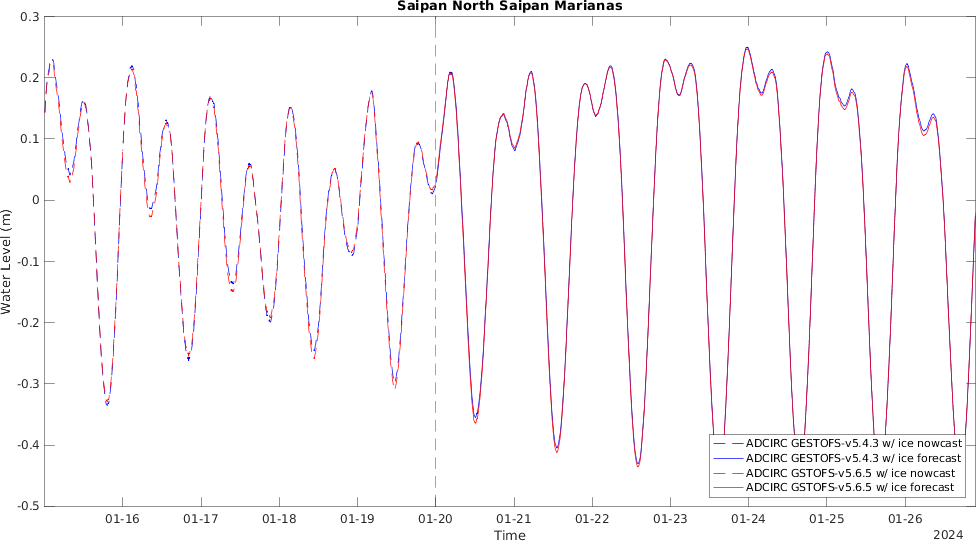 Saipan North Saipan Marianas
0.3
0.2
0.1
0
-0.1
-0.2
-0.3
-0.4
-0.5
Water Level (m)
ADCIRC GESTOFS-v5.4.3 w/ ice nowcast
ADCIRC GESTOFS-v5.4.3 w/ ice forecast
ADCIRC GSTOFS-v5.6.5 w/ ice nowcast
ADCIRC GSTOFS-v5.6.5 w/ ice forecast
01-16 01-17 01-18 01-19 01-20 01-21 01-22 01-23 01-24 01-25 01-26
Time
2024